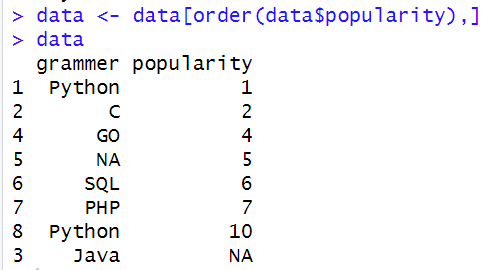 > data <- data[order(data$popularity),]
> data
grammer popularity
1 Python 1
2 C 2
4 GO 4
5 NA 5
6 SQL 6
7 PHP 7
8 Python 10
3 Java NA